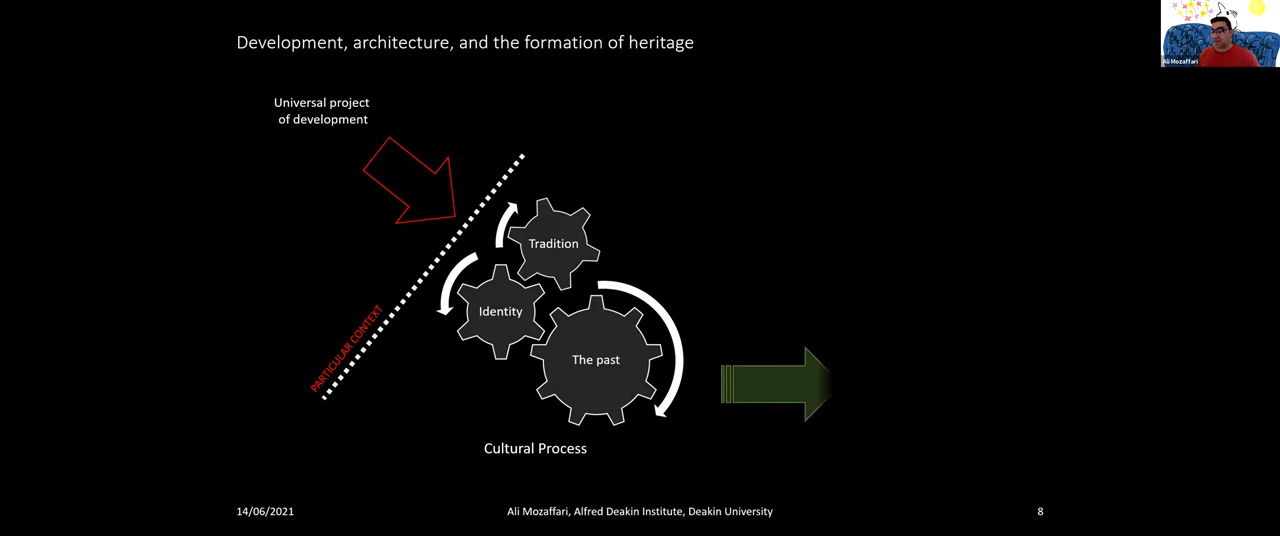 Development, architecture, and the formation of heritage
Ali Mozaffari
Universal project
of development
PARTICULAR CONTEXT
Tradition
Identity
The past
Cultural Process
14/06/2021
Ali Mozaffari, Alfred Deakin Institute, Deakin University
8